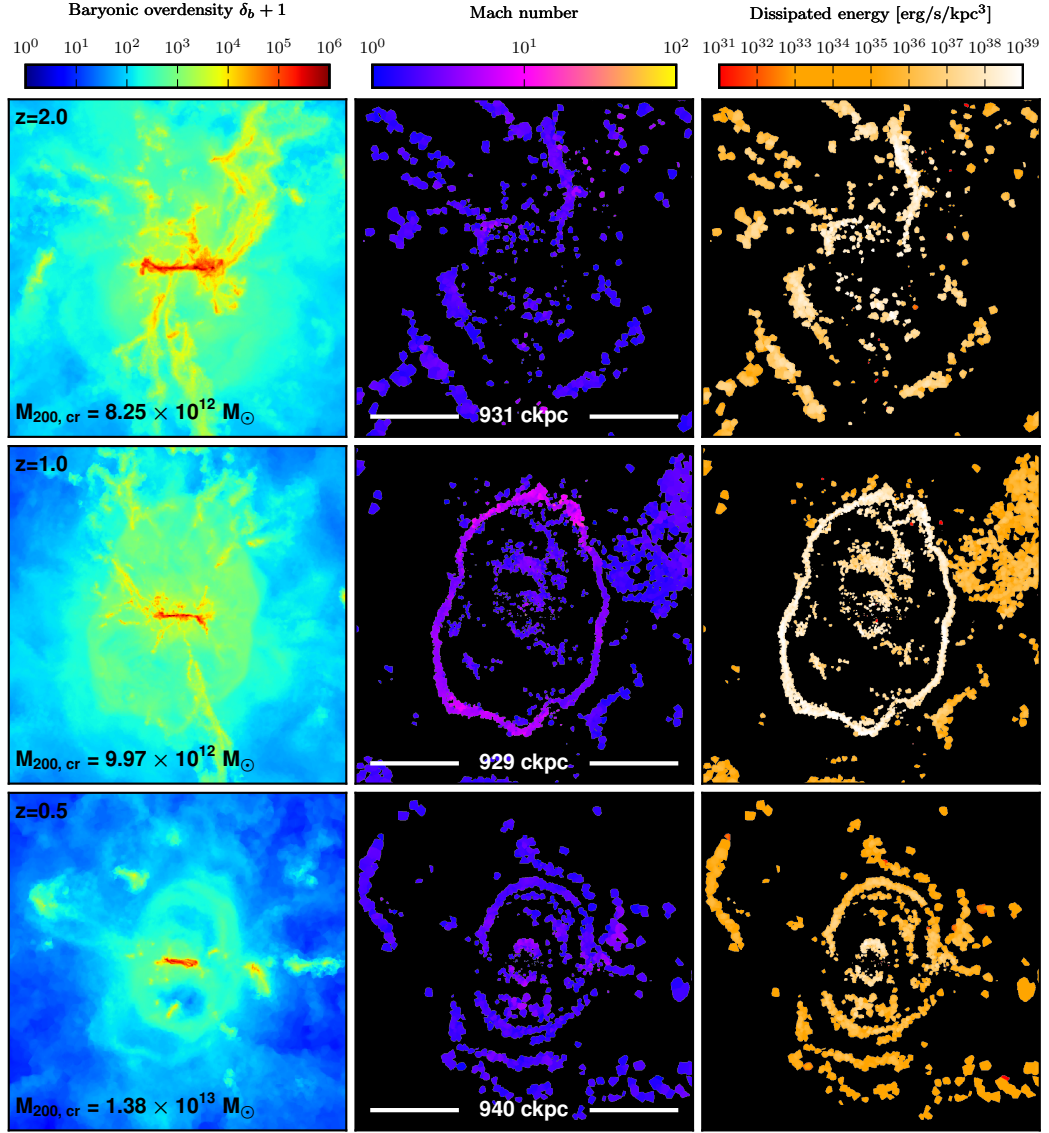 Baryonic overdensity δ_b + 1
Mach number
Dissipated energy [erg/s/kpc³]
10⁰ 10¹ 10² 10³ 10⁴ 10⁵ 10⁶
10⁰ 10¹ 10²
10³¹ 10³² 10³³ 10³⁴ 10³⁵ 10³⁶ 10³⁷ 10³⁸ 10³⁹
z=2.0
M₂₀₀, cr = 8.25 × 10¹² M☉
931 ckpc
z=1.0
M₂₀₀, cr = 9.97 × 10¹² M☉
929 ckpc
z=0.5
M₂₀₀, cr = 1.38 × 10¹³ M☉
940 ckpc